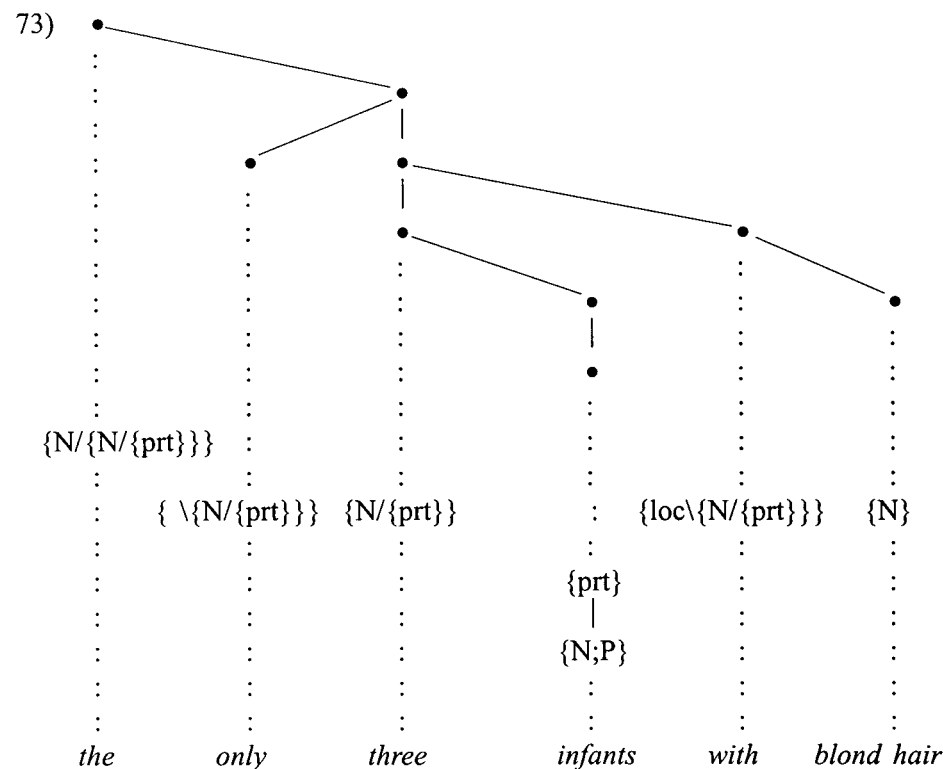 73)
{N/{N/{prt}}}
{ \{N/{prt}}} {N/{prt}} {loc\{N/{prt}}} {N}
{prt}
{N;P}
the only three infants with blond hair